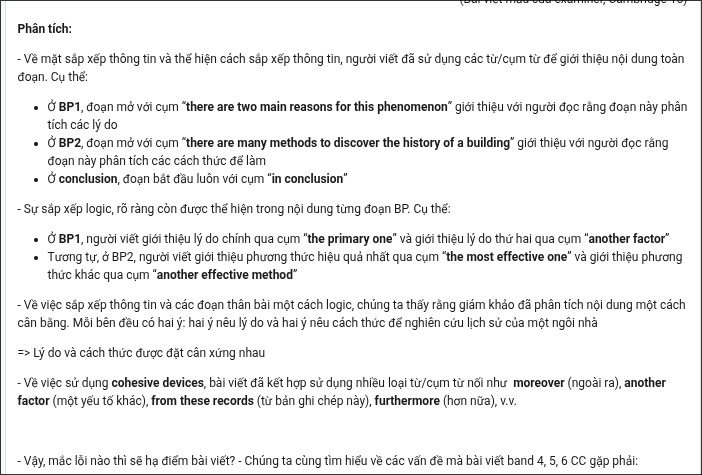 (Bài viết mẫu của examiner, Cambridge 16)
Phân tích:
- Về mặt sắp xếp thông tin và thể hiện cách sắp xếp thông tin, người viết đã sử dụng các từ/cụm từ để giới thiệu nội dung toàn
đoạn. Cụ thể:
• Ở BP1, đoạn mở với cụm “there are two main reasons for this phenomenon” giới thiệu với người đọc rằng đoạn này phân
tích các lý do
• Ở BP2, đoạn mở với cụm “there are many methods to discover the history of a building” giới thiệu với người đọc rằng
đoạn này phân tích các cách thức để làm
• Ở conclusion, đoạn bắt đầu luôn với cụm “in conclusion”
- Sự sắp xếp logic, rõ ràng còn được thể hiện trong nội dung từng đoạn BP. Cụ thể:
• Ở BP1, người viết giới thiệu lý do chính qua cụm “the primary one” và giới thiệu lý do thứ hai qua cụm “another factor”
• Tương tự, ở BP2, người viết giới thiệu phương thức hiệu quả nhất qua cụm “the most effective one” và giới thiệu phương
thức khác qua cụm “another effective method”
- Về việc sắp xếp thông tin và các đoạn thân bài một cách logic, chúng ta thấy rằng giám khảo đã phân tích nội dung một cách
cân bằng. Mỗi bên đều có hai ý: hai ý nêu lý do và hai ý nêu cách thức để nghiên cứu lịch sử của một ngôi nhà
=> Lý do và cách thức được đặt cân xứng nhau
- Về việc sử dụng cohesive devices, bài viết đã kết hợp sử dụng nhiều loại từ/cụm từ nối như moreover (ngoài ra), another
factor (một yếu tố khác), from these records (từ bản ghi chép này), furthermore (hơn nữa), v.v.
- Vậy, mắc lỗi nào thì sẽ hạ điểm bài viết? - Chúng ta cùng tìm hiểu về các vấn đề mà bài viết band 4, 5, 6 CC gặp phải: